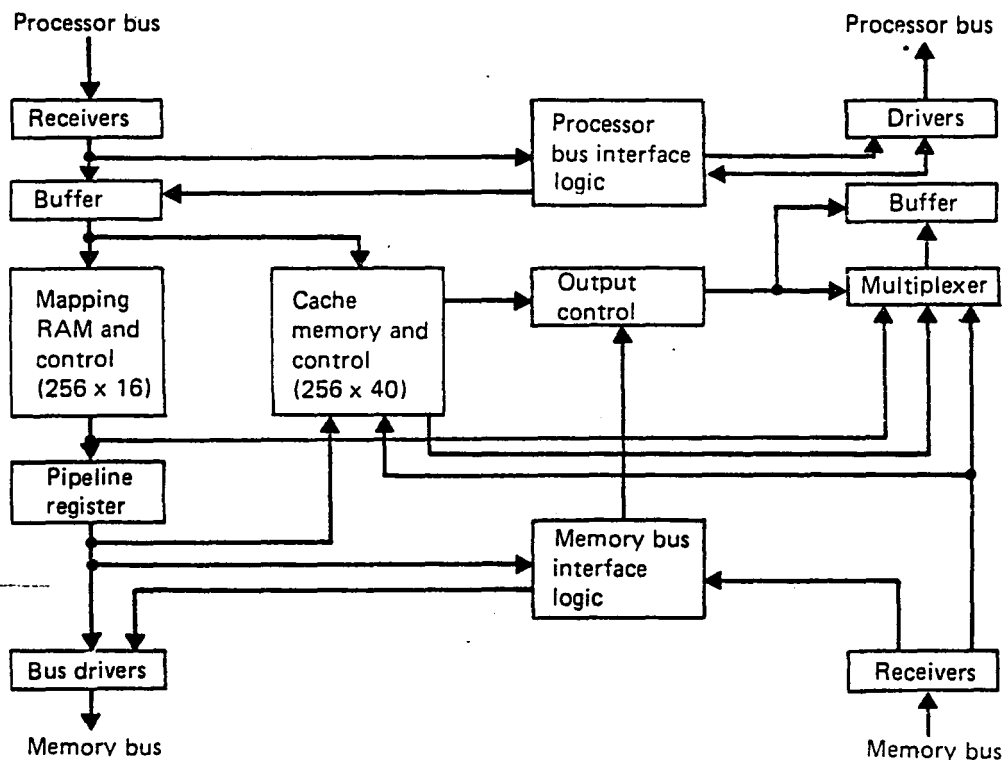 Processor bus
Processor bus
Receivers
Processor
bus interface
logic
Drivers
Buffer
Buffer
Mapping
RAM and
control
(256 x 16)
Cache
memory and
control
(256 x 40)
Output
control
Multiplexer
Pipeline
register
Memory bus
interface
logic
Bus drivers
Receivers
Memory bus
Memory bus